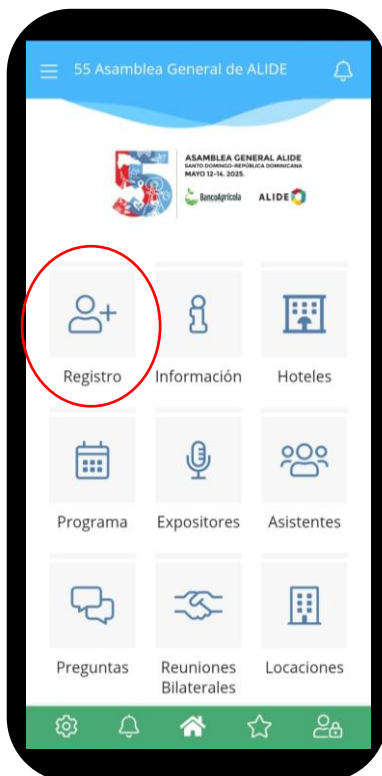 55 Asamblea General de ALIDE
55
ASAMBLEA GENERAL ALIDE
SANTO DOMINGO-REPÚBLICA DOMINICANA
MAYO 12-14. 2025.
BancoAgrícola ALIDE
Registro Información Hoteles
Programa Expositores Asistentes
Preguntas Reuniones Bilaterales Locaciones